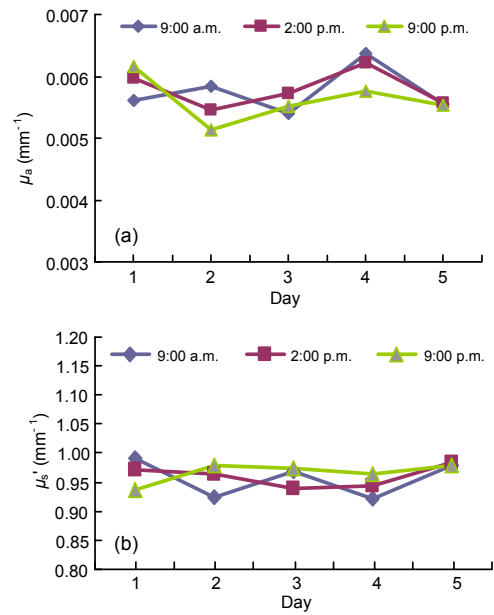 0.007
9:00 a.m. 2:00 p.m. 9:00 p.m.
0.006
0.005
0.004
0.003
μa (mm-1)
(a)
1 2 3 4 5
Day
1.20
9:00 a.m. 2:00 p.m. 9:00 p.m.
1.15
1.10
1.05
1.00
0.95
0.90
0.85
0.80
μs' (mm-1)
(b)
1 2 3 4 5
Day